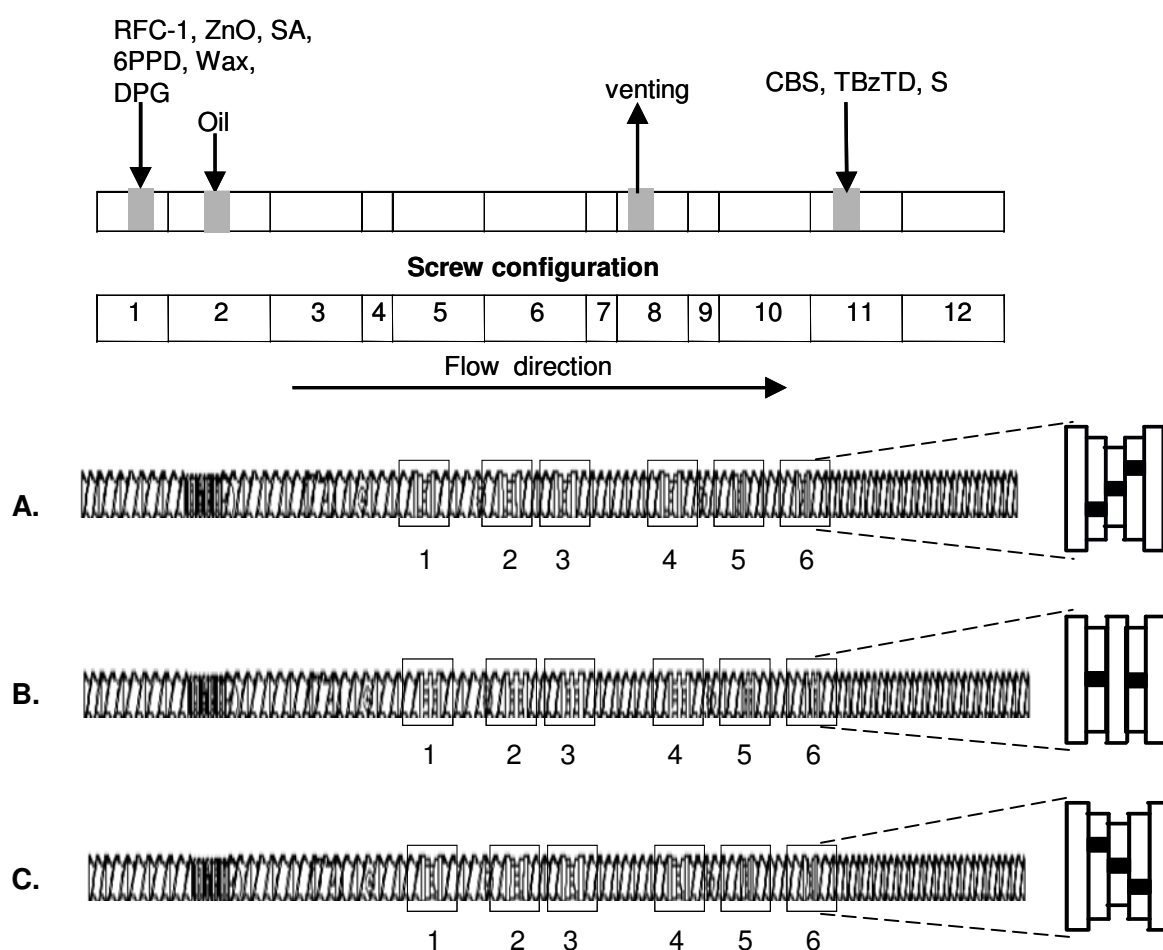 RFC-1, ZnO, SA,
6PPD, Wax,
DPG
Oil
venting
CBS, TBzTD, S
Screw configuration
1 2 3 4 5 6 7 8 9 10 11 12
Flow direction
A.
1 2 3 4 5 6
B.
1 2 3 4 5 6
C.
1 2 3 4 5 6